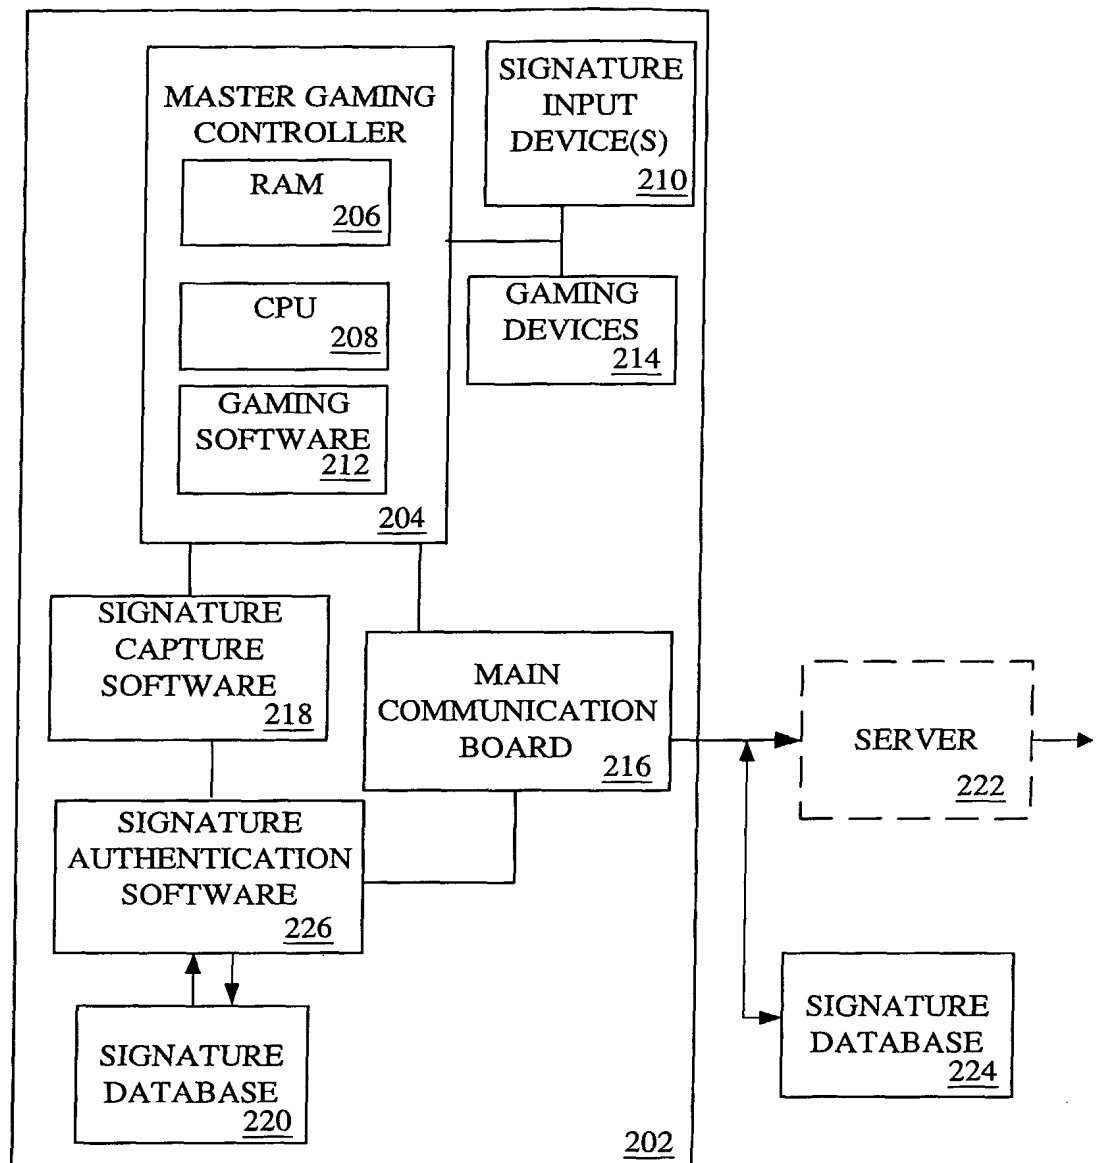 MASTER GAMING
CONTROLLER
RAM
206
CPU
208
GAMING
SOFTWARE
212
204
SIGNATURE
INPUT
DEVICE(S)
210
GAMING
DEVICES
214
SIGNATURE
CAPTURE
SOFTWARE
218
MAIN
COMMUNICATION
BOARD
216
SERVER
222
SIGNATURE
AUTHENTICATION
SOFTWARE
226
SIGNATURE
DATABASE
220
SIGNATURE
DATABASE
224
202